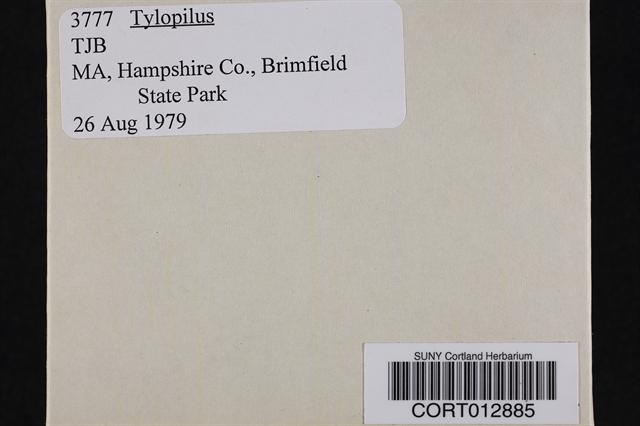 3777 Tylopilus
TJB
MA, Hampshire Co., Brimfield
State Park
26 Aug 1979
SUNY Cortland Herbarium
CORT012885